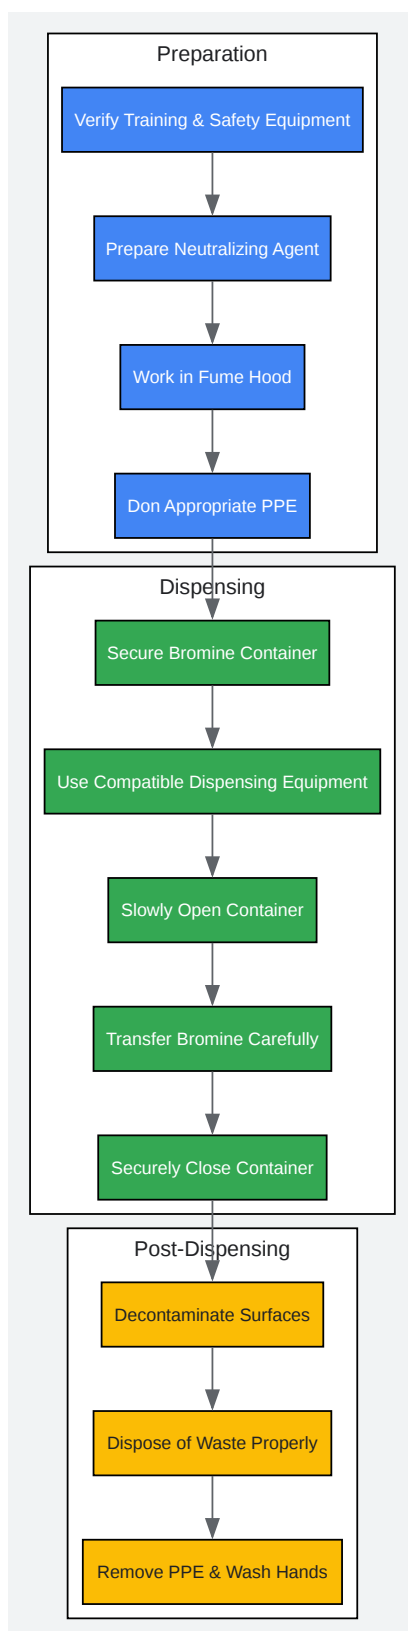 Preparation
Verify Training & Safety Equipment
Prepare Neutralizing Agent
Work in Fume Hood
Don Appropriate PPE
Dispensing
Secure Bromine Container
Use Compatible Dispensing Equipment
Slowly Open Container
Transfer Bromine Carefully
Securely Close Container
Post-Dispensing
Decontaminate Surfaces
Dispose of Waste Properly
Remove PPE & Wash Hands